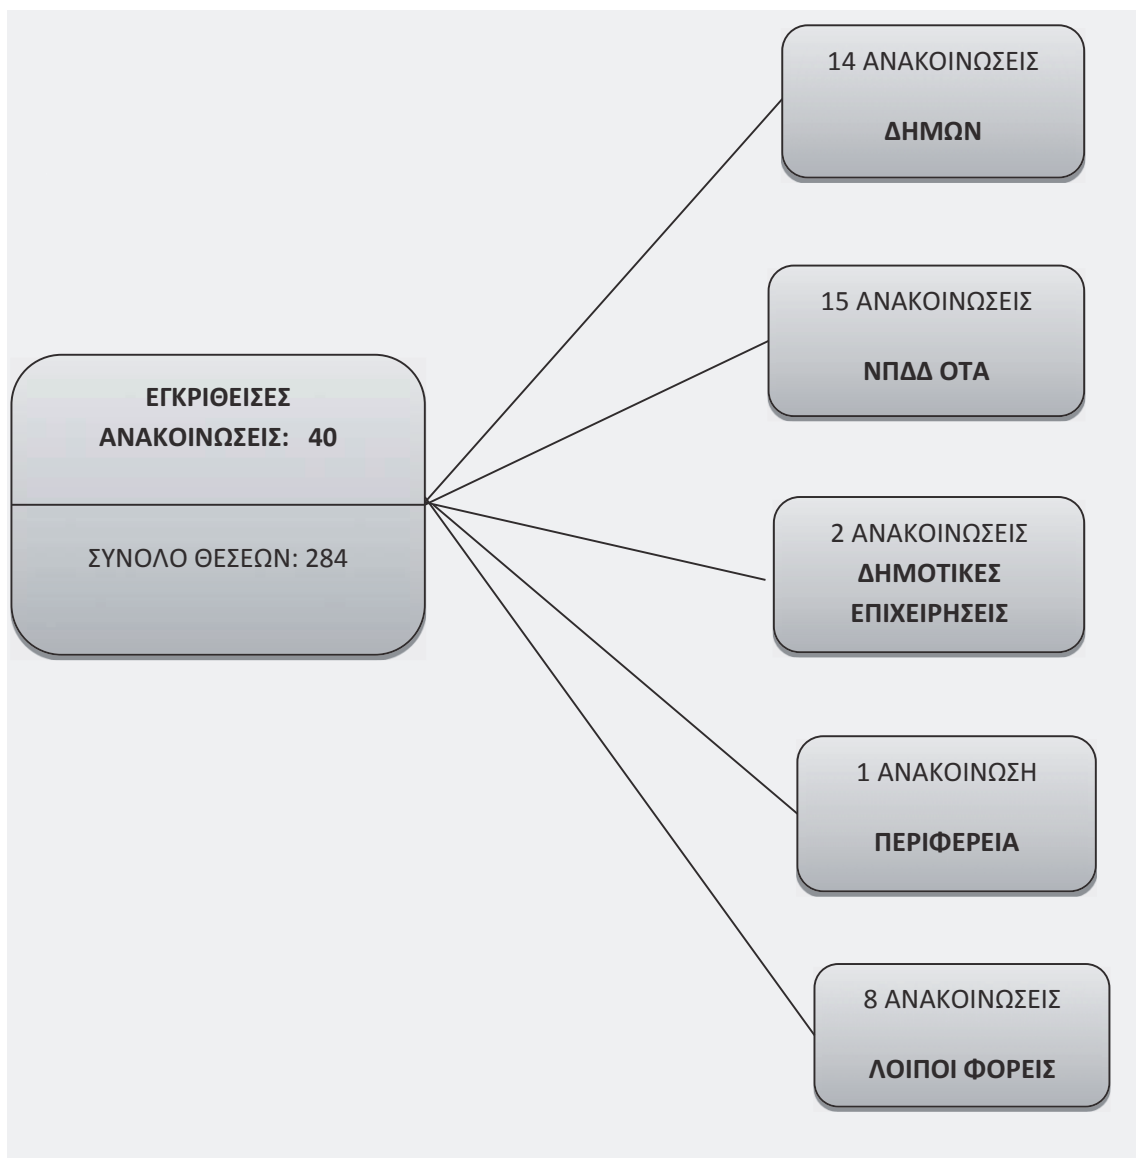 ΕΓΚΡΙΘΕΙΣΕΣ
ΑΝΑΚΟΙΝΩΣΕΙΣ: 40
ΣΥΝΟΛΟ ΘΕΣΕΩΝ: 284
14 ΑΝΑΚΟΙΝΩΣΕΙΣ
ΔΗΜΩΝ
15 ΑΝΑΚΟΙΝΩΣΕΙΣ
ΝΠΔΔ ΟΤΑ
2 ΑΝΑΚΟΙΝΩΣΕΙΣ
ΔΗΜΟΤΙΚΕΣ
ΕΠΙΧΕΙΡΗΣΕΙΣ
1 ΑΝΑΚΟΙΝΩΣΗ
ΠΕΡΙΦΕΡΕΙΑ
8 ΑΝΑΚΟΙΝΩΣΕΙΣ
ΛΟΙΠΟΙ ΦΟΡΕΙΣ